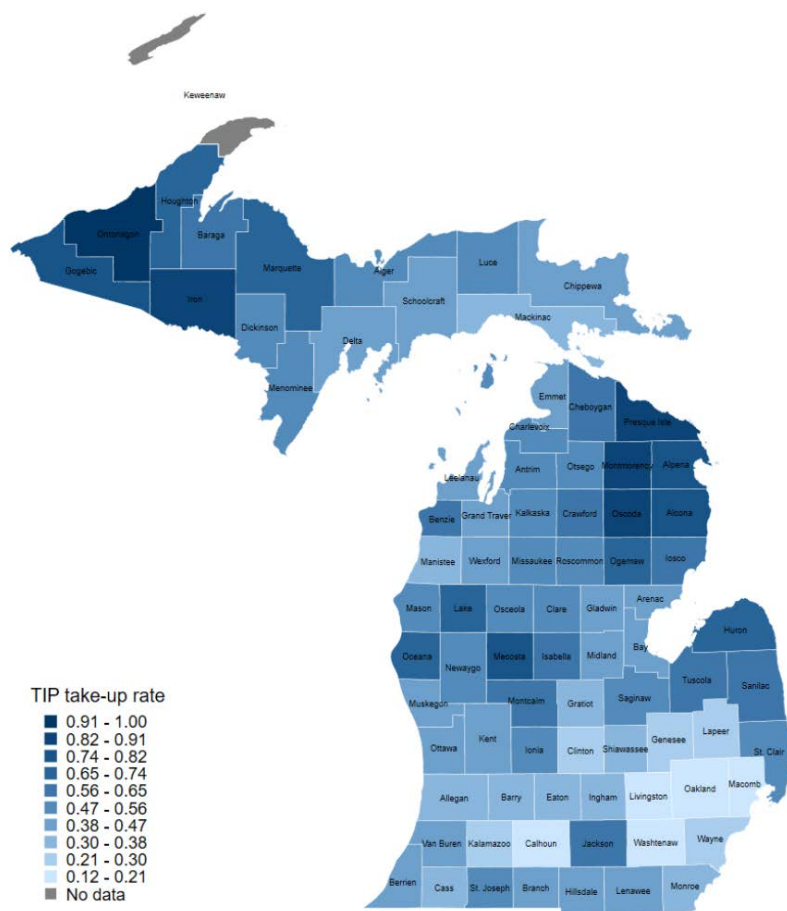 Keweenaw
Houghton
Ontonagon
Baraga
Gogebic
Marquette
Luce
Alger
Iron
Chippewa
Schoolcraft
Mackinac
Dickinson
Delta
Menominee
Emmet
Cheboygan
Presque Isle
Charlevoix
Antrim
Otsego
Montmorency
Alpena
Leelanau
Benzie
Grand Traver
Kalkaska
Crawford
Oscoda
Alcona
Manistee
Wexford
Missaukee
Roscommon
Ogemaw
Iosco
Mason
Lake
Osceola
Clare
Gladwin
Arenac
Huron
Oceana
Newaygo
Mecosta
Isabella
Midland
Bay
Tuscola
Sanilac
Muskegon
Montcalm
Gratiot
Saginaw
Ottawa
Kent
Ionia
Clinton
Shiawassee
Genesee
Lapeer
St. Clair
Allegan
Barry
Eaton
Ingham
Livingston
Oakland
Macomb
Van Buren
Kalamazoo
Calhoun
Jackson
Washtenaw
Wayne
Berrien
Cass
St. Joseph
Branch
Hillsdale
Lenawee
Monroe
TIP take-up rate
0.91 - 1.00
0.82 - 0.91
0.74 - 0.82
0.65 - 0.74
0.56 - 0.65
0.47 - 0.56
0.38 - 0.47
0.30 - 0.38
0.21 - 0.30
0.12 - 0.21
No data